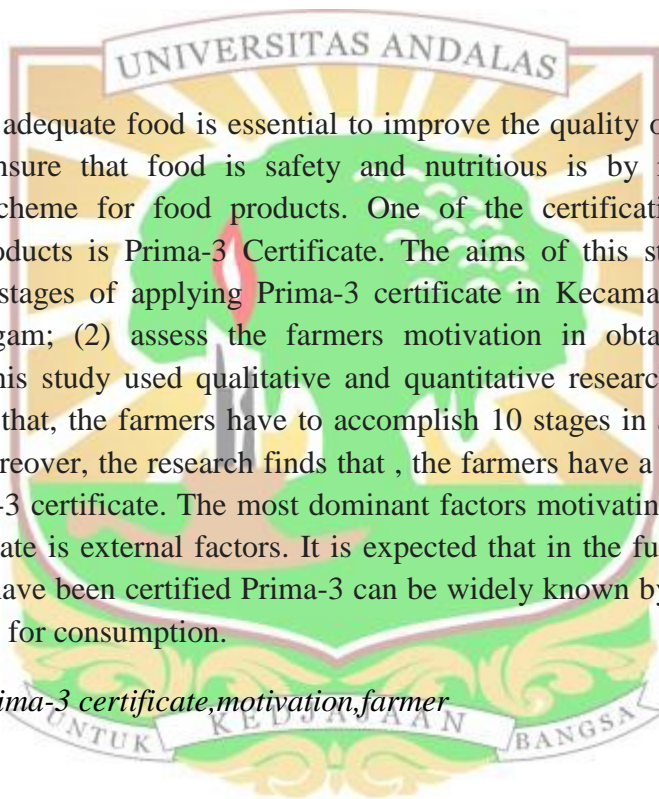 UNIVERSITAS ANDALAS
adequate food is essential to improve the quality o
nsure that food is safety and nutritious is by
cheme for food products. One of the certificati
oducts is Prima-3 Certificate. The aims of this st
stages of applying Prima-3 certificate in Kecama
gam; (2) assess the farmers motivation in obta
his study used qualitative and quantitative researc
that, the farmers have to accomplish 10 stages in a
reover, the research finds that , the farmers have a
-3 certificate. The most dominant factors motivatin
ate is external factors. It is expected that in the fu
have been certified Prima-3 can be widely known by
for consumption.
rima-3 certificate,motivation,farmer
UNTUK KEDJAJAAN BANGSA